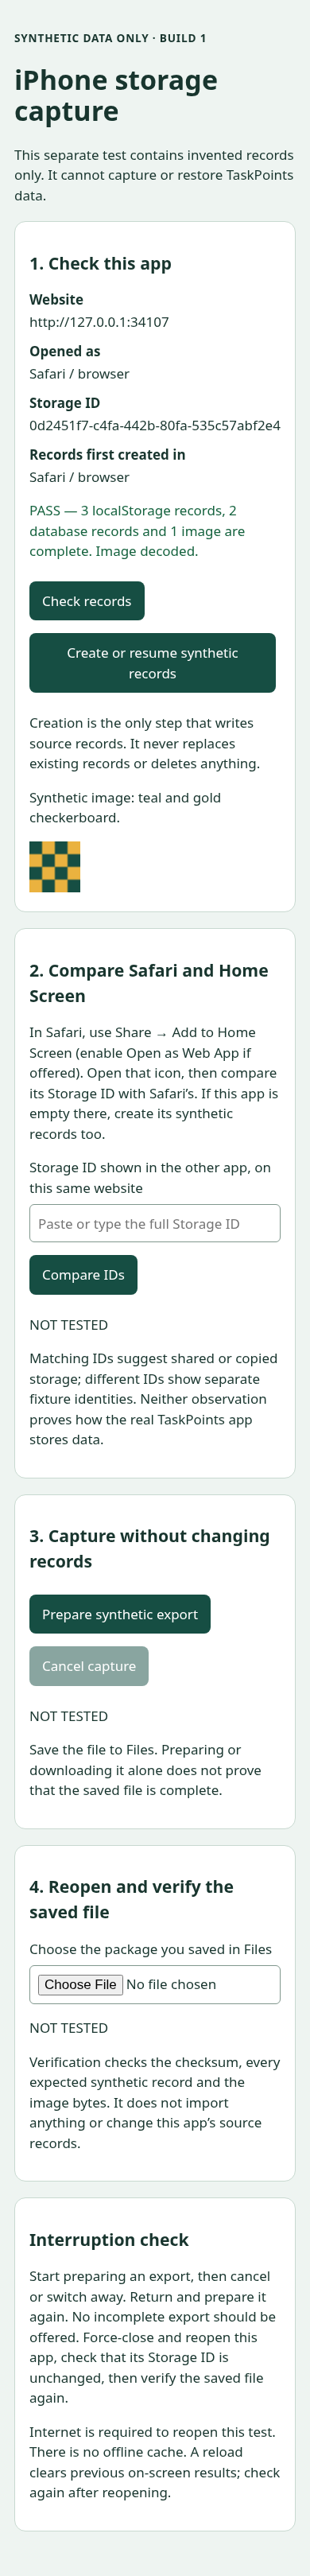 SYNTHETIC DATA ONLY · BUILD 1
iPhone storage
capture
This separate test contains invented records
only. It cannot capture or restore TaskPoints
data.
1. Check this app
Website
http://127.0.0.1:34107
Opened as
Safari / browser
Storage ID
0d2451f7-c4fa-442b-80fa-535c57abf2e4
Records first created in
Safari / browser
PASS — 3 localStorage records, 2
database records and 1 image are
complete. Image decoded.
Check records
Create or resume synthetic
records
Creation is the only step that writes
source records. It never replaces
existing records or deletes anything.
Synthetic image: teal and gold
checkerboard.
2. Compare Safari and Home
Screen
In Safari, use Share → Add to Home
Screen (enable Open as Web App if
offered). Open that icon, then compare
its Storage ID with Safari’s. If this app is
empty there, create its synthetic
records too.
Storage ID shown in the other app, on
this same website
Paste or type the full Storage ID
Compare IDs
NOT TESTED
Matching IDs suggest shared or copied
storage; different IDs show separate
fixture identities. Neither observation
proves how the real TaskPoints app
stores data.
3. Capture without changing
records
Prepare synthetic export
Cancel capture
NOT TESTED
Save the file to Files. Preparing or
downloading it alone does not prove
that the saved file is complete.
4. Reopen and verify the
saved file
Choose the package you saved in Files
Choose File No file chosen
NOT TESTED
Verification checks the checksum, every
expected synthetic record and the
image bytes. It does not import
anything or change this app’s source
records.
Interruption check
Start preparing an export, then cancel
or switch away. Return and prepare it
again. No incomplete export should be
offered. Force-close and reopen this
app, check that its Storage ID is
unchanged, then verify the saved file
again.
Internet is required to reopen this test.
There is no offline cache. A reload
clears previous on-screen results; check
again after reopening.